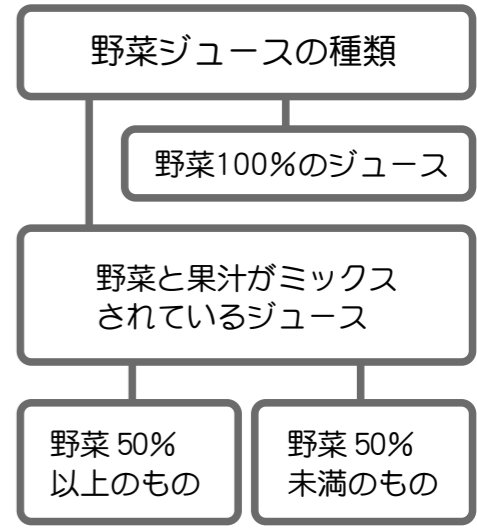 野菜ジュースの種類
野菜100％のジュース
野菜と果汁がミックス
されているジュース
野菜 50％
以上のもの
野菜 50％
未満のもの